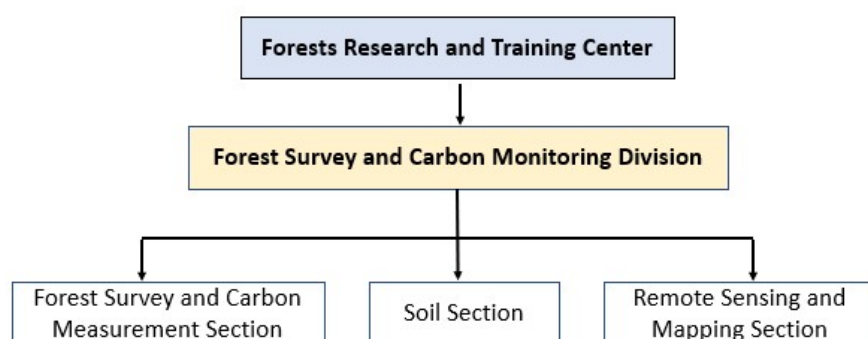 Forests Research and Training Center
Forest Survey and Carbon Monitoring Division
Forest Survey and Carbon
Measurement Section
Soil Section
Remote Sensing and
Mapping Section